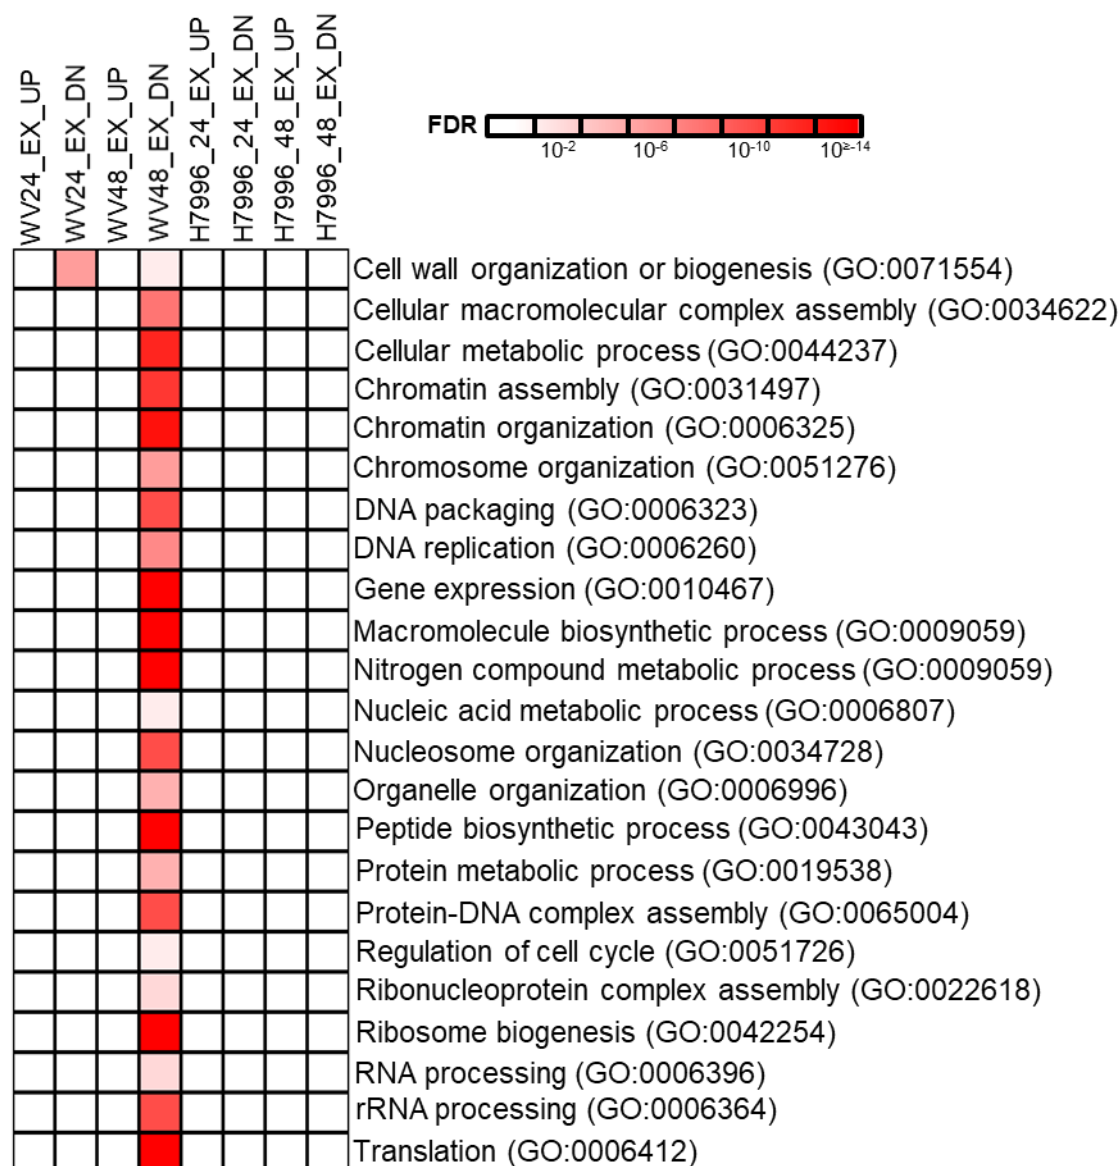 WV24_EX_UP
WV24_EX_DN
WV48_EX_UP
WV48_EX_DN
H7996_24_EX_UP
H7996_24_EX_DN
H7996_48_EX_UP
H7996_48_EX_DN
FDR
10-2 10-6 10-10 10≥-14
Cell wall organization or biogenesis (GO:0071554)
Cellular macromolecular complex assembly (GO:0034622)
Cellular metabolic process (GO:0044237)
Chromatin assembly (GO:0031497)
Chromatin organization (GO:0006325)
Chromosome organization (GO:0051276)
DNA packaging (GO:0006323)
DNA replication (GO:0006260)
Gene expression (GO:0010467)
Macromolecule biosynthetic process (GO:0009059)
Nitrogen compound metabolic process (GO:0009059)
Nucleic acid metabolic process (GO:0006807)
Nucleosome organization (GO:0034728)
Organelle organization (GO:0006996)
Peptide biosynthetic process (GO:0043043)
Protein metabolic process (GO:0019538)
Protein-DNA complex assembly (GO:0065004)
Regulation of cell cycle (GO:0051726)
Ribonucleoprotein complex assembly (GO:0022618)
Ribosome biogenesis (GO:0042254)
RNA processing (GO:0006396)
rRNA processing (GO:0006364)
Translation (GO:0006412)